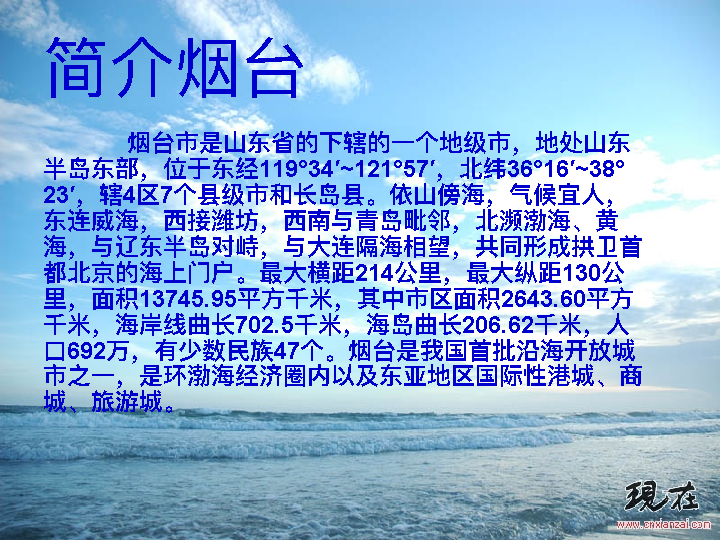 简介烟台
烟台市是山东省的下辖的一个地级市，地处山东
半岛东部，位于东经119°34′~121°57′，北纬36°16′~38°
23′，辖4区7个县级市和长岛县。依山傍海，气候宜人，
东连威海，西接潍坊，西南与青岛毗邻，北濒渤海、黄
海，与辽东半岛对峙，与大连隔海相望，共同形成拱卫首
都北京的海上门户。最大横距214公里，最大纵距130公
里，面积13745.95平方千米，其中市区面积2643.60平方
千米，海岸线曲长702.5千米，海岛曲长206.62千米，人
口692万，有少数民族47个。烟台是我国首批沿海开放城
市之一，是环渤海经济圈内以及东亚地区国际性港城、商
城、旅游城。
现在
www.cnxianzai.com